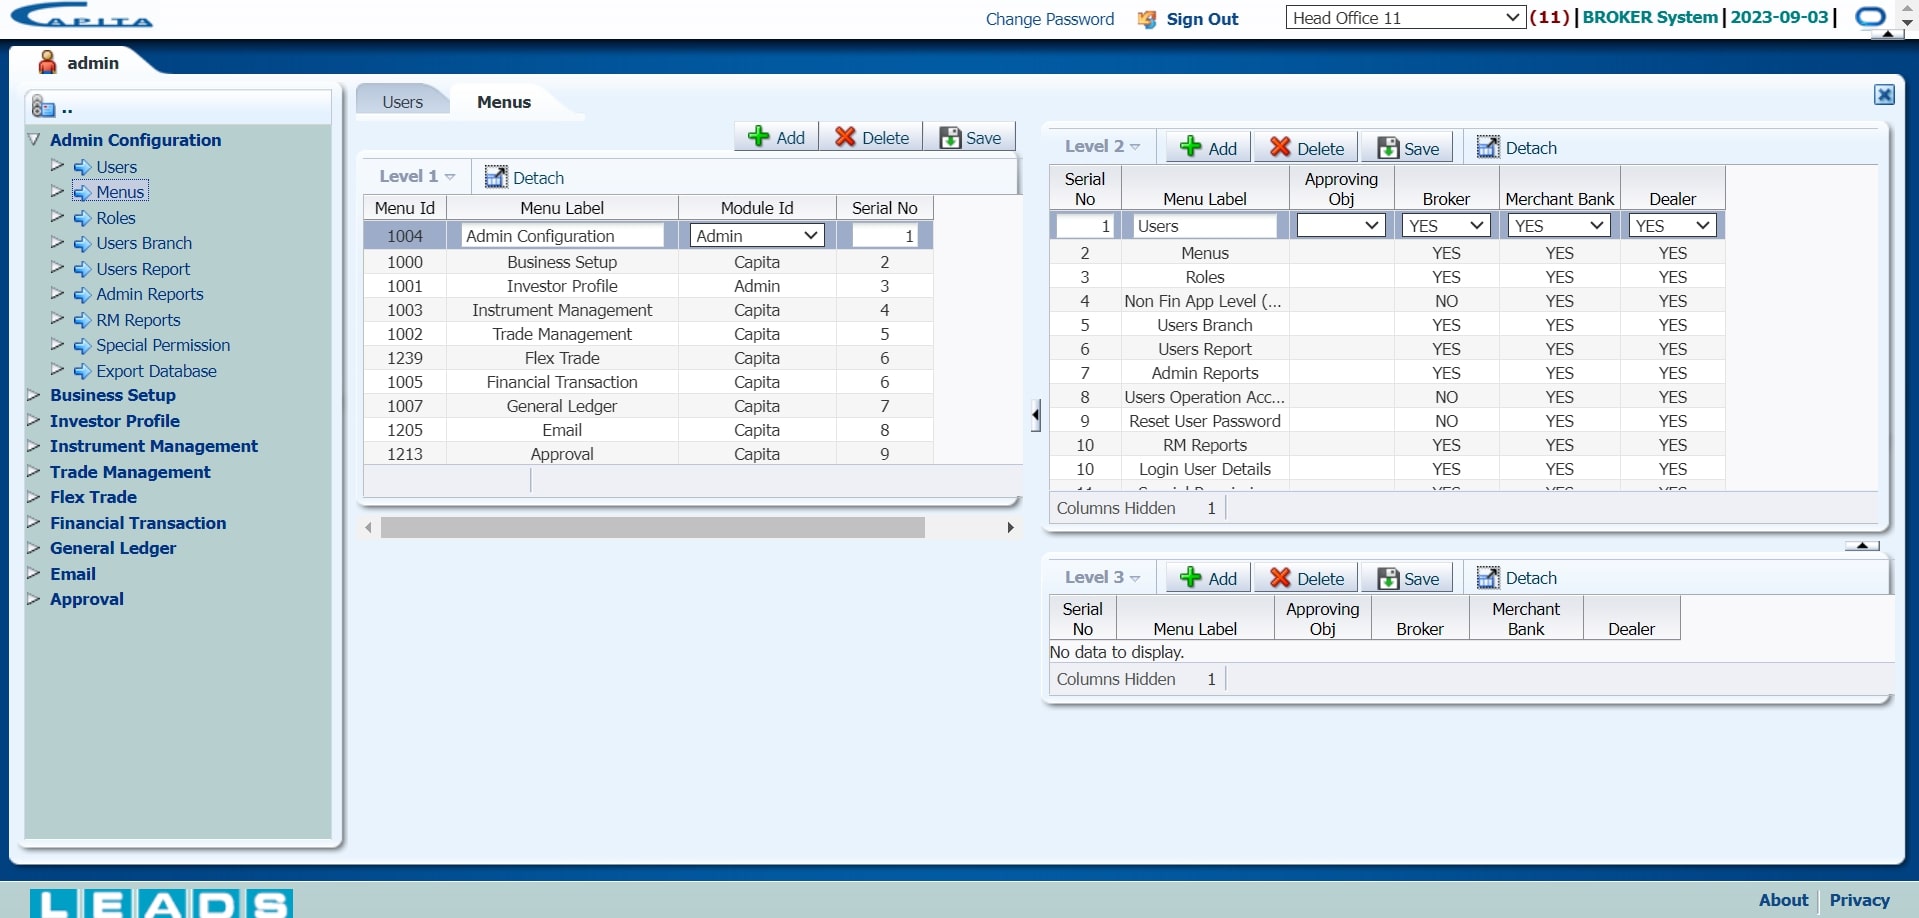 CAPITA
Change Password Sign Out Head Office 11 (11) | BROKER System | 2023-09-03 |
admin
..
Admin Configuration
Users
Menus
Roles
Users Branch
Users Report
Admin Reports
RM Reports
Special Permission
Export Database
Business Setup
Investor Profile
Instrument Management
Trade Management
Flex Trade
Financial Transaction
General Ledger
Email
Approval
Users Menus
Add Delete Save
Level 1 Detach
Menu Id Menu Label Module Id Serial No
1004 Admin Configuration Admin 1
1000 Business Setup Capita 2
1001 Investor Profile Admin 3
1003 Instrument Management Capita 4
1002 Trade Management Capita 5
1239 Flex Trade Capita 6
1005 Financial Transaction Capita 6
1007 General Ledger Capita 7
1205 Email Capita 8
1213 Approval Capita 9
Level 2 Add Delete Save Detach
Serial No Menu Label Approving Obj Broker Merchant Bank Dealer
1 Users YES YES YES
2 Menus YES YES YES
3 Roles YES YES YES
4 Non Fin App Level (... NO YES YES
5 Users Branch YES YES YES
6 Users Report YES YES YES
7 Admin Reports YES YES YES
8 Users Operation Acc... NO YES YES
9 Reset User Password NO YES YES
10 RM Reports YES YES YES
10 Login User Details YES YES YES
Columns Hidden 1
Level 3 Add Delete Save Detach
Serial No Menu Label Approving Obj Broker Merchant Bank Dealer
No data to display.
Columns Hidden 1
LEADS
About Privacy